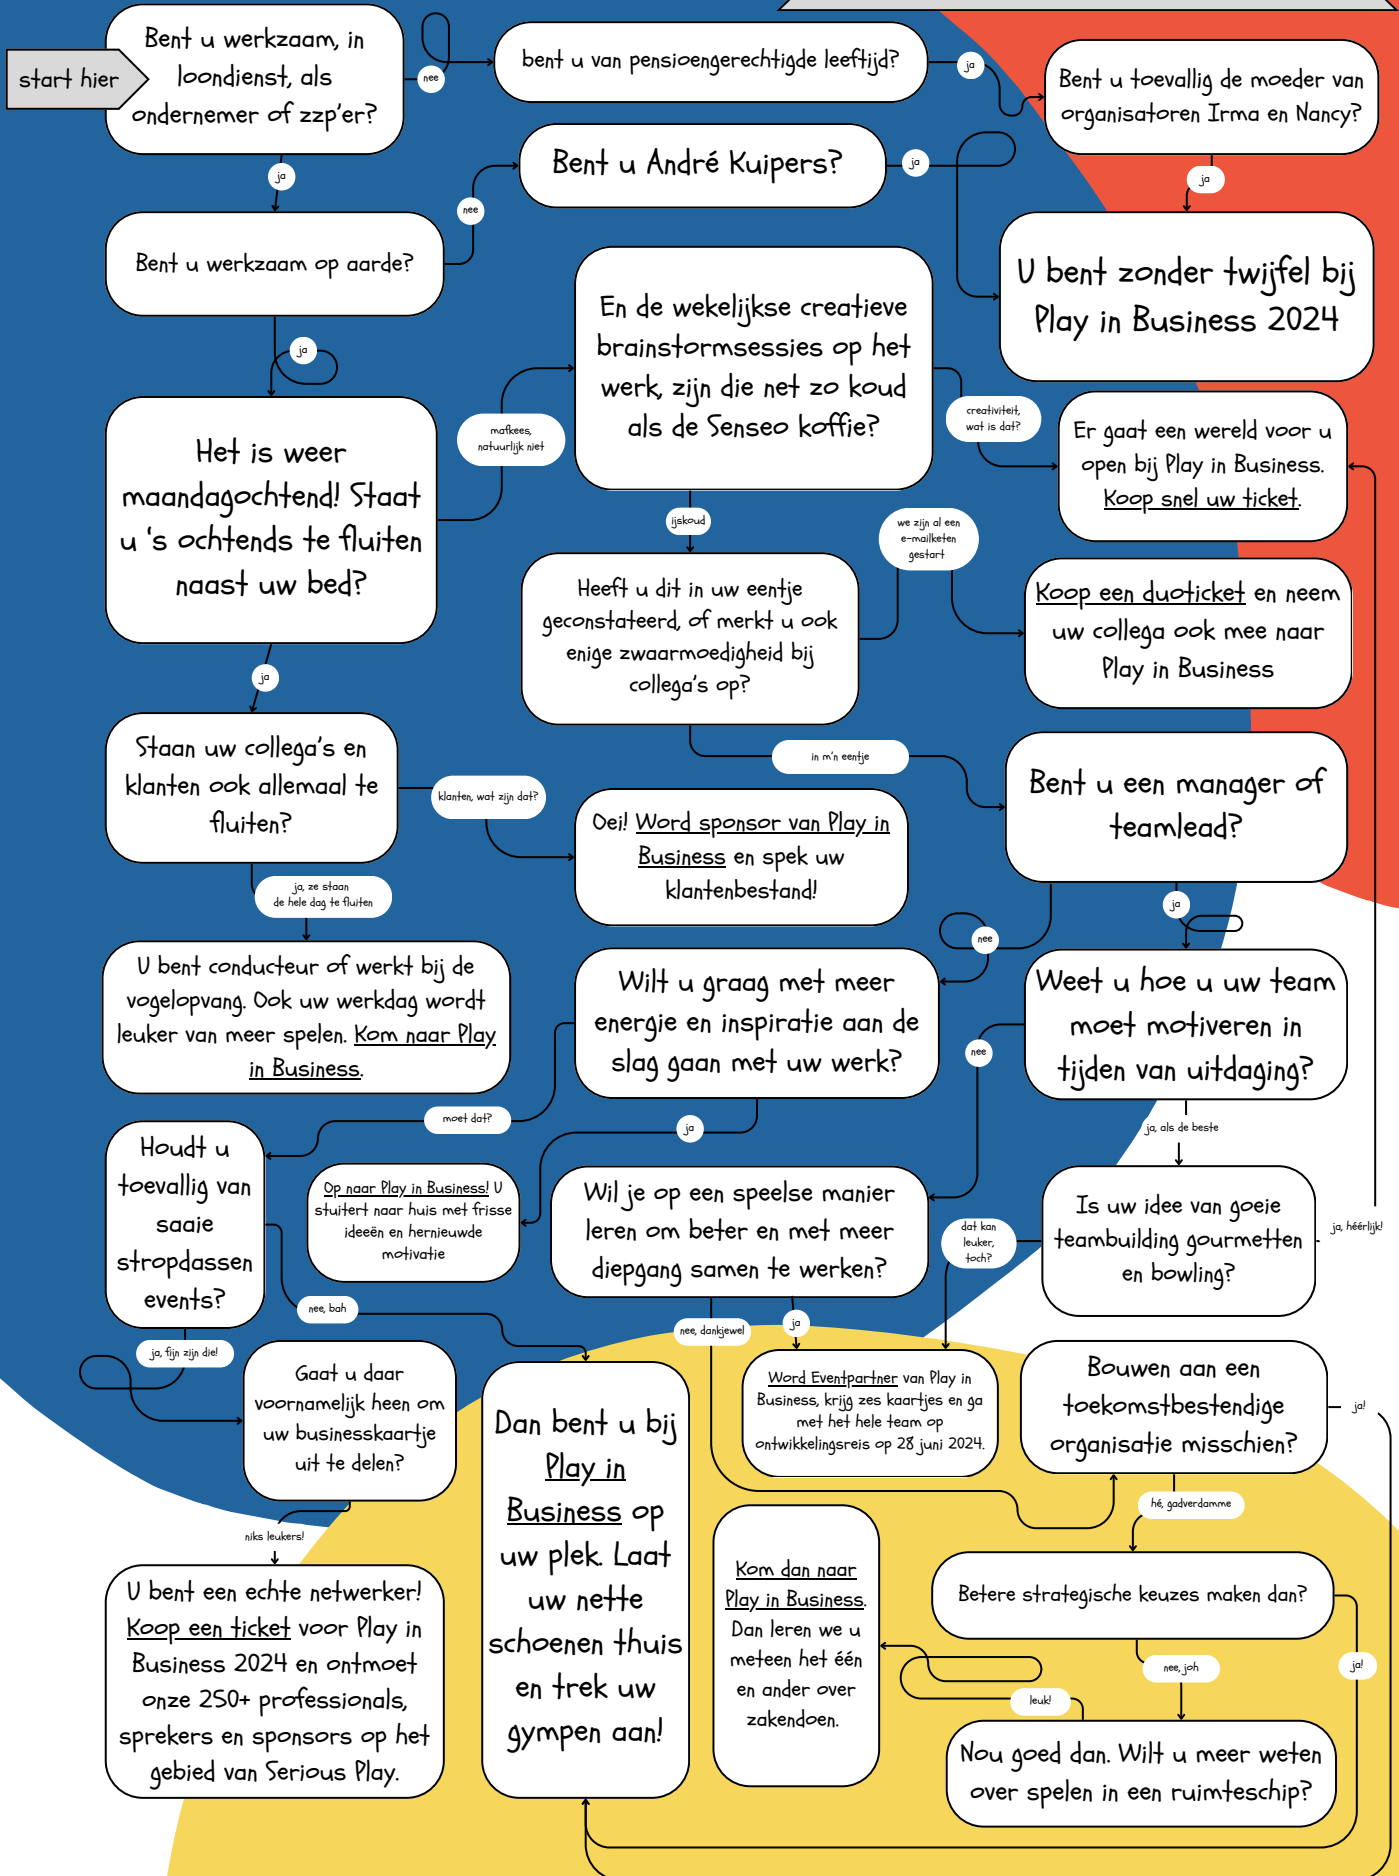 start hier
Bent u werkzaam, in
loondienst, als
ondernemer of zzp'er?
nee
bent u van pensioengerechtigde leeftijd?
ja
Bent u toevallig de moeder van
organisatoren Irma en Nancy?
ja
ja
Bent u André Kuipers?
ja
nee
Bent u werkzaam op aarde?
U bent zonder twijfel bij
Play in Business 2024
ja
En de wekelijkse creatieve
brainstormsessies op het
werk, zijn die net zo koud
als de Senseo koffie?
mafkees,
natuurlijk niet
creativiteit,
wat is dat?
Er gaat een wereld voor u
open bij Play in Business.
Koop snel uw ticket.
Het is weer
maandagochtend! Staat
u 's ochtends te fluiten
naast uw bed?
ijskoud
we zijn al een
e-mailketen
gestart
Heeft u dit in uw eentje
geconstateerd, of merkt u ook
enige zwaarmoedigheid bij
collega's op?
Koop een duoticket en neem
uw collega ook mee naar
Play in Business
ja
Staan uw collega's en
klanten ook allemaal te
fluiten?
in m'n eentje
Bent u een manager of
teamlead?
klanten, wat zijn dat?
Oei! Word sponsor van Play in
Business en spek uw
klantenbestand!
ja, ze staan
de hele dag te fluiten
ja
nee
U bent conducteur of werkt bij de
vogelopvang. Ook uw werkdag wordt
leuker van meer spelen. Kom naar Play
in Business.
Wilt u graag met meer
energie en inspiratie aan de
slag gaan met uw werk?
Weet u hoe u uw team
moet motiveren in
tijden van uitdaging?
nee
moet dat?
ja
ja, als de beste
Houdt u
toevallig van
saaie
stropdassen
events?
Op naar Play in Business! U
stuitert naar huis met frisse
ideeën en hernieuwde
motivatie
Wil je op een speelse manier
leren om beter en met meer
diepgang samen te werken?
dat kan
leuker,
toch?
Is uw idee van goeie
teambuilding gourmetten
en bowling?
ja, héérlijk!
nee, bah
nee, dankjewel
ja
ja, fijn zijn die!
Gaat u daar
voornamelijk heen om
uw businesskaartje
uit te delen?
Dan bent u bij
Play in
Business op
uw plek. Laat
uw nette
schoenen thuis
en trek uw
gympen aan!
Word Eventpartner van Play in
Business, krijg zes kaartjes en ga
met het hele team op
ontwikkelingsreis op 28 juni 2024.
Bouwen aan een
toekomstbestendige
organisatie misschien?
ja!
hé, gadverdamme
niks leukers!
U bent een echte netwerker!
Koop een ticket voor Play in
Business 2024 en ontmoet
onze 250+ professionals,
sprekers en sponsors op het
gebied van Serious Play.
Kom dan naar
Play in Business.
Dan leren we u
meteen het één
en ander over
zakendoen.
Betere strategische keuzes maken dan?
nee, joh
ja!
leuk!
Nou goed dan. Wilt u meer weten
over spelen in een ruimteschip?